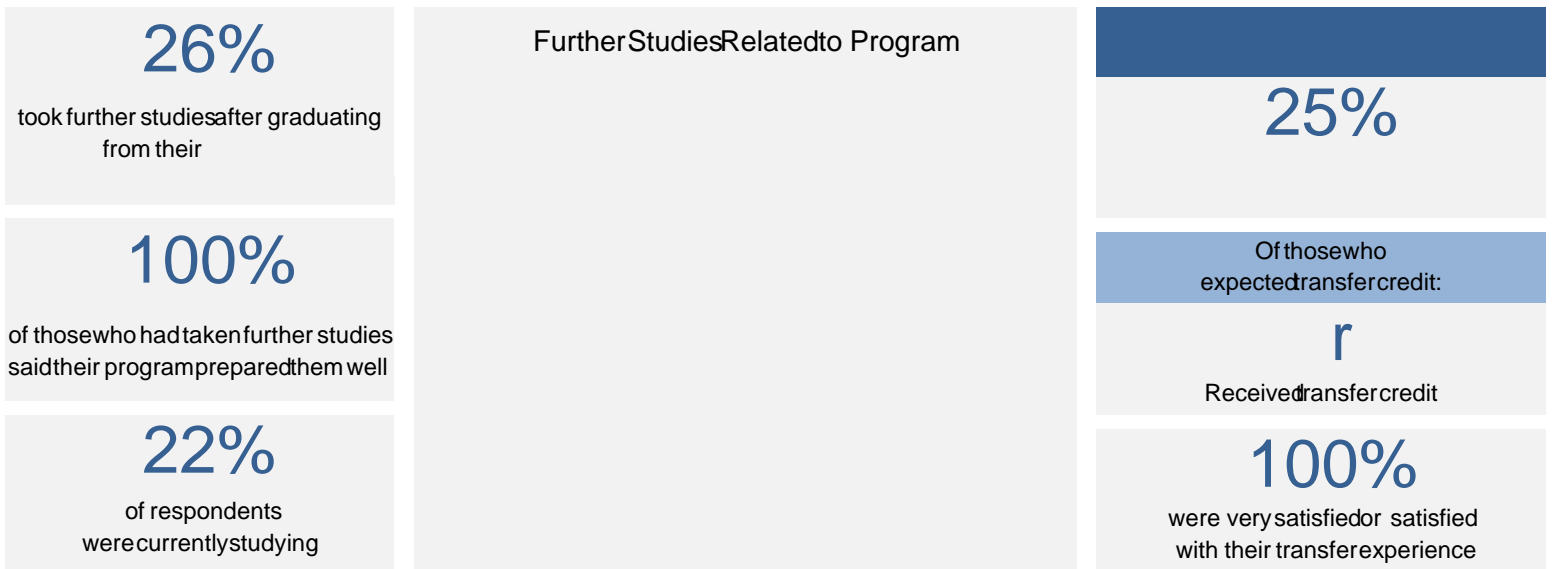 26%
took further studies after graduating
from their
100%
of those who had taken further studies
said their program prepared them well
22%
of respondents
were currently studying
Further Studies Related to Program
25%
Of those who
expected transfer credit:
r
Received transfer credit
100%
were very satisfied or satisfied
with their transfer experience